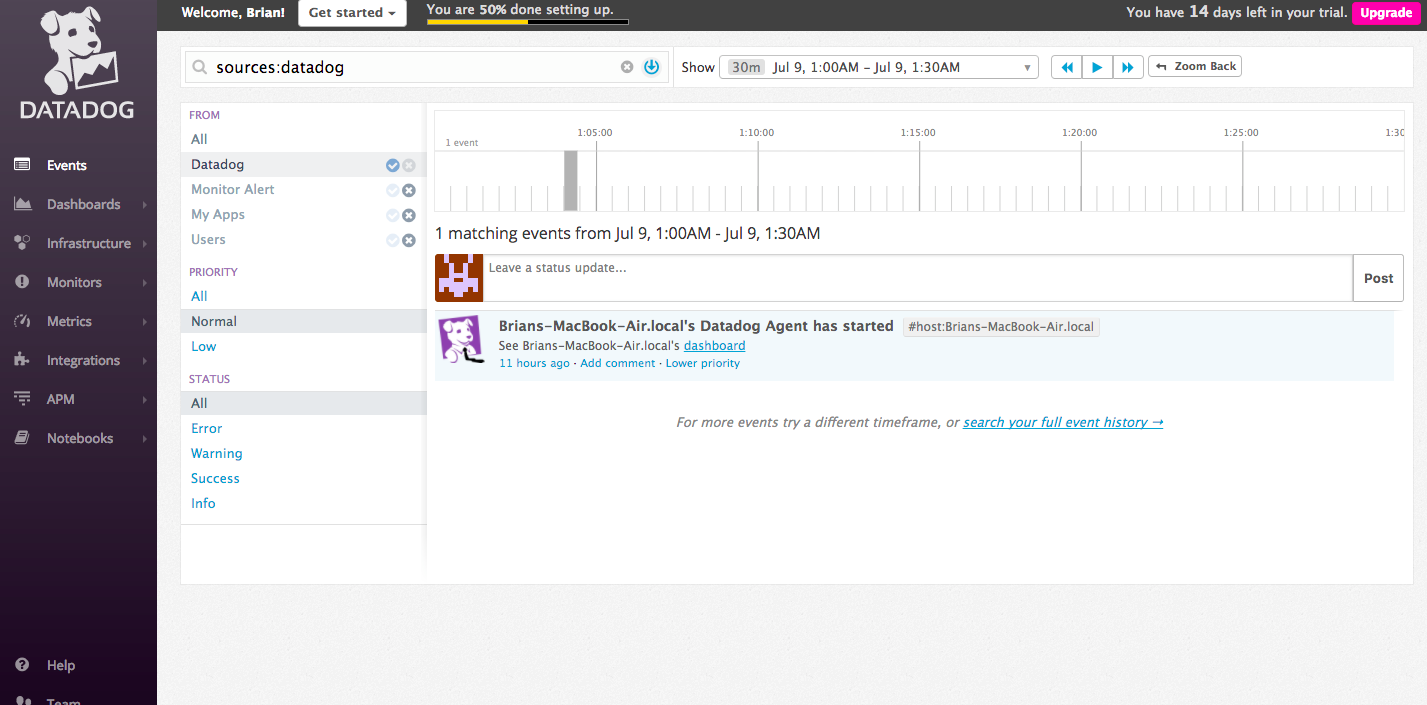 Welcome, Brian!
Get started
You are 50% done setting up.
You have 14 days left in your trial.
Upgrade
DATADOG
Events
Dashboards
Infrastructure
Monitors
Metrics
Integrations
APM
Notebooks
Help
Team
sources:datadog
Show
30m Jul 9, 1:00AM – Jul 9, 1:30AM
Zoom Back
FROM
All
Datadog
Monitor Alert
My Apps
Users
PRIORITY
All
Normal
Low
STATUS
All
Error
Warning
Success
Info
1:05:00 1:10:00 1:15:00 1:20:00 1:25:00 1:30
1 event
1 matching events from Jul 9, 1:00AM - Jul 9, 1:30AM
Leave a status update...
Post
Brians-MacBook-Air.local's Datadog Agent has started #host:Brians-MacBook-Air.local
See Brians-MacBook-Air.local's dashboard
11 hours ago · Add comment · Lower priority
For more events try a different timeframe, or search your full event history →